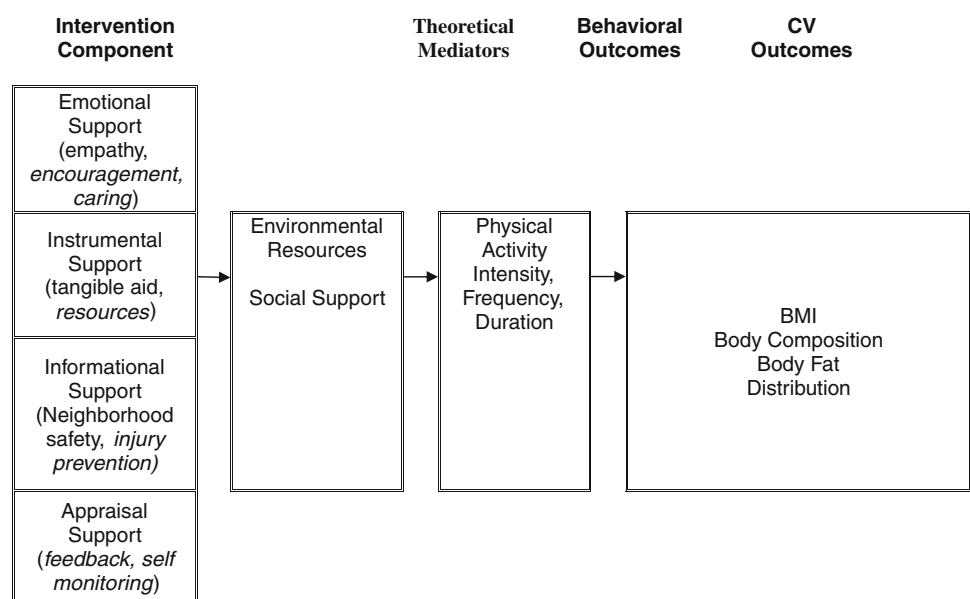 Intervention
Component
Theoretical
Mediators
Behavioral
Outcomes
CV
Outcomes
Emotional
Support
(empathy,
encouragement,
caring)
Instrumental
Support
(tangible aid,
resources)
Informational
Support
(Neighborhood
safety, injury
prevention)
Appraisal
Support
(feedback, self
monitoring)
Environmental
Resources
Social Support
Physical
Activity
Intensity,
Frequency,
Duration
BMI
Body Composition
Body Fat
Distribution